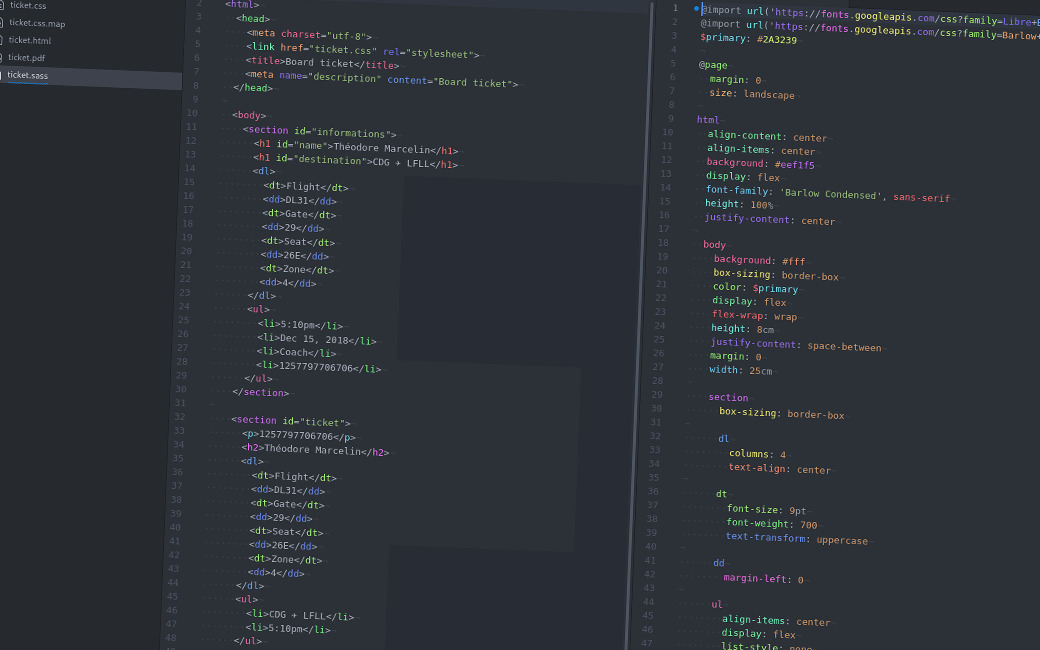 ticket.css
ticket.css.map
ticket.html
ticket.pdf
ticket.sass
2 <html>
3 <head>
4 <meta charset="utf-8">
5 <link href="ticket.css" rel="stylesheet">
6 <title>Board ticket</title>
7 <meta name="description" content="Board ticket">
8 </head>
9
10 <body>
11 <section id="informations">
12 <h1 id="name">Théodore Marcelin</h1>
13 <h1 id="destination">CDG ✈ LFLL</h1>
14 <dl>
15 <dt>Flight</dt>
16 <dd>DL31</dd>
17 <dt>Gate</dt>
18 <dd>29</dd>
19 <dt>Seat</dt>
20 <dd>26E</dd>
21 <dt>Zone</dt>
22 <dd>4</dd>
23 </dl>
24 <ul>
25 <li>5:10pm</li>
26 <li>Dec 15, 2018</li>
27 <li>Coach</li>
28 <li>1257797706706</li>
29 </ul>
30 </section>
31
32 <section id="ticket">
33 <p>1257797706706</p>
34 <h2>Théodore Marcelin</h2>
35 <dl>
36 <dt>Flight</dt>
37 <dd>DL31</dd>
38 <dt>Gate</dt>
39 <dd>29</dd>
40 <dt>Seat</dt>
41 <dd>26E</dd>
42 <dt>Zone</dt>
43 <dd>4</dd>
44 </dl>
45 <ul>
46 <li>CDG ✈ LFLL</li>
47 <li>5:10pm</li>
48 </ul>
1 @import url('https://fonts.googleapis.com/css?family=Libre+
2 @import url('https://fonts.googleapis.com/css?family=Barlow+
3 $primary: #2A3239
4
5 @page
6 margin: 0
7 size: landscape
8
9 html
10 align-content: center
11 align-items: center
12 background: #eef1f5
13 display: flex
14 font-family: 'Barlow Condensed', sans-serif
15 height: 100%
16 justify-content: center
17
18 body
19 background: #fff
20 box-sizing: border-box
21 color: $primary
22 display: flex
23 flex-wrap: wrap
24 height: 8cm
25 justify-content: space-between
26 margin: 0
27 width: 25cm
28
29 section
30 box-sizing: border-box
31
32 dl
33 columns: 4
34 text-align: center
35
36 dt
37 font-size: 9pt
38 font-weight: 700
39 text-transform: uppercase
40
41 dd
42 margin-left: 0
43
44 ul
45 align-items: center
46 display: flex
47 list-style: none